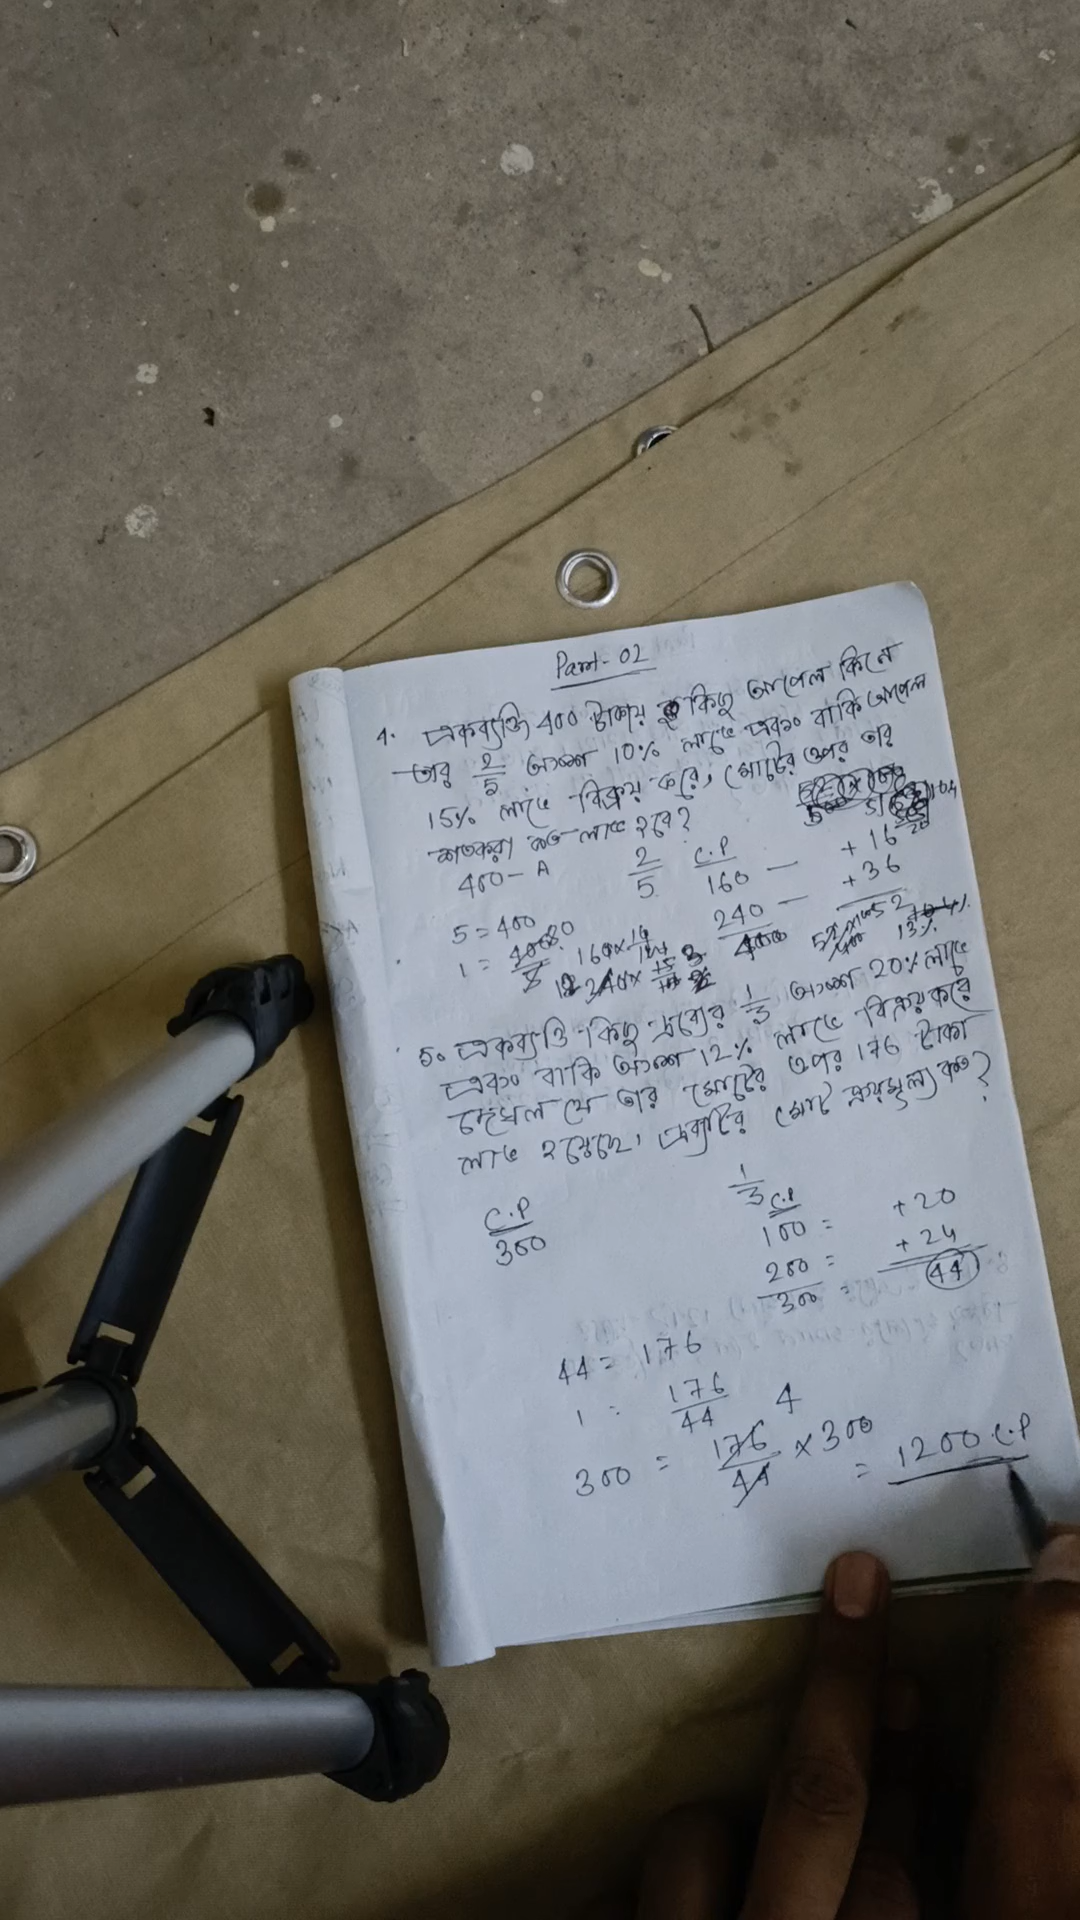 Part-02
4. একব্যক্তি 400 টাকায় কিছু আপেল কিনে
তার 2/5 অংশ 10% লাভে এবং বাকি আপেল
15% লাভে বিক্রয় করে, মোটের ওপর তার
শতকরা কত লাভ হবে?
400 - A
2/5 C.P
160 — +16
5 = 400
240 — +36
400 52
13%
5. একব্যক্তি কিছু দ্রব্যের 1/3 অংশ 20% লাভে
এবং বাকি অংশ 12% লাভে বিক্রয় করে
দেখল যে তার মোটের ওপর 176 টাকা
লাভ হয়েছে। দ্রব্যটির মোট ক্রয়মূল্য কত?
1/3
C.P C.P
300 100 = +20
200 = +24
300 = 44
44 = 176
1 = 176/44 4
300 = 176/44 × 300
= 1200 C.P